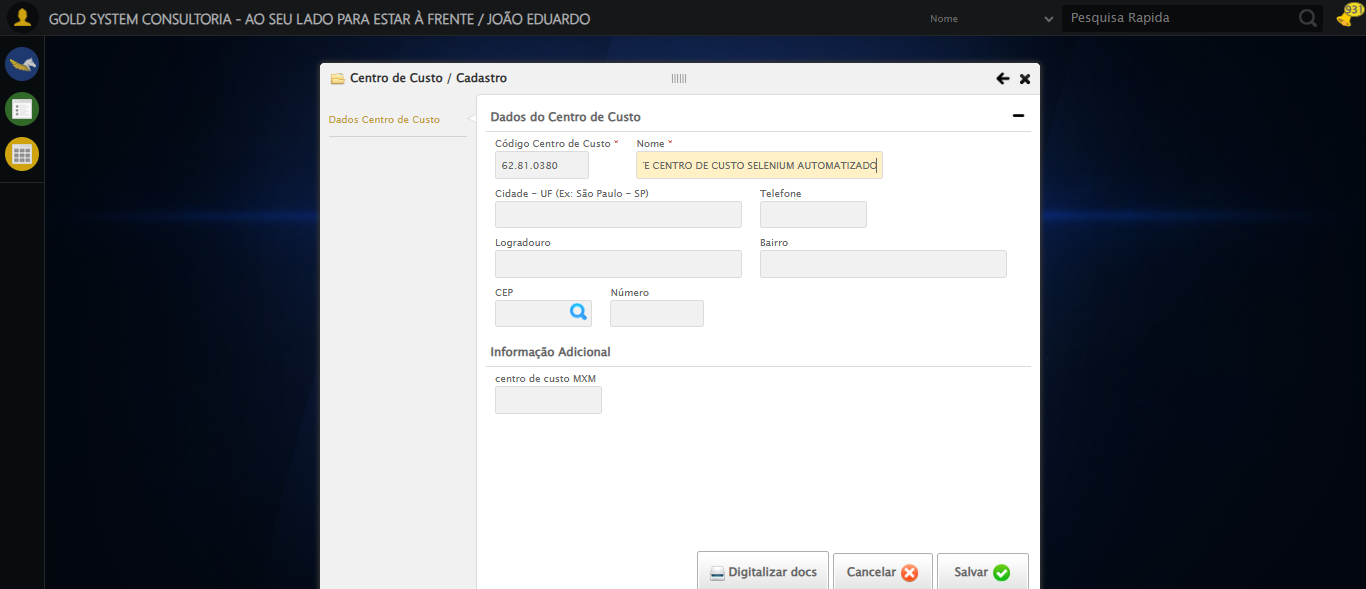 GOLD SYSTEM CONSULTORIA - AO SEU LADO PARA ESTAR À FRENTE / JOÃO EDUARDO
Nome
Pesquisa Rapida
931
Centro de Custo / Cadastro
Dados Centro de Custo
Dados do Centro de Custo
Código Centro de Custo * Nome *
62.81.0380 E CENTRO DE CUSTO SELENIUM AUTOMATIZADO
Cidade - UF (Ex: São Paulo - SP) Telefone
Logradouro Bairro
CEP Número
Informação Adicional
centro de custo MXM
Digitalizar docs Cancelar Salvar